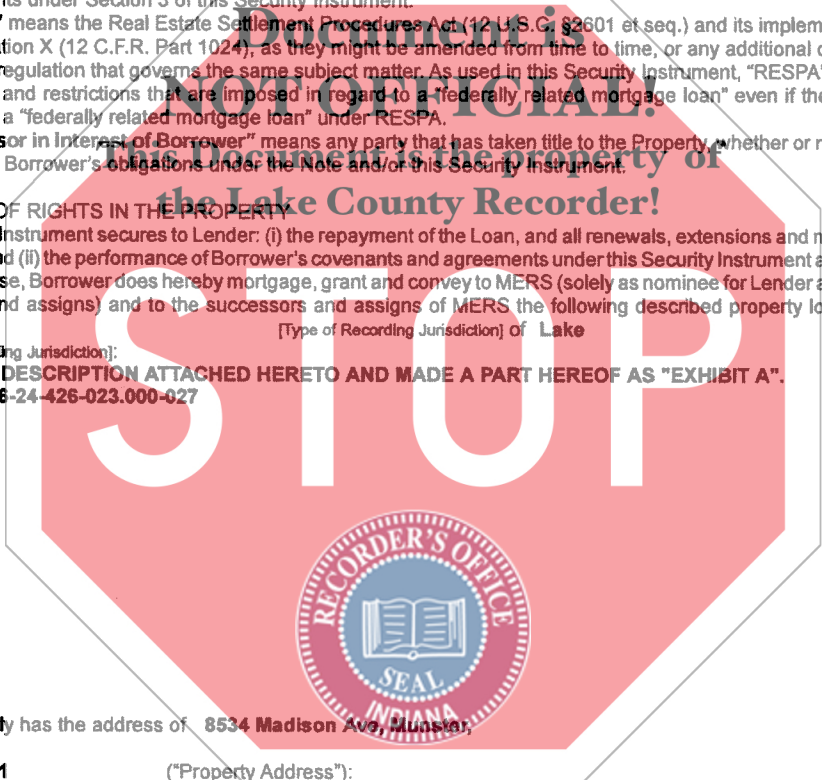 its under Section 3 of this Security Instrument.
means the Real Estate Settlement Procedures Act (12 U.S.C. §2601 et seq.) and its implem
tion X (12 C.F.R. Part 1024), as they might be amended from time to time, or any additional
regulation that governs the same subject matter. As used in this Security Instrument, “RESPA”
and restrictions that are imposed in regard to a “federally related mortgage loan” even if the
a “federally related mortgage loan” under RESPA.
sor in Interest of Borrower” means any party that has taken title to the Property, whether or
Borrower's obligations under the Note and/or this Security Instrument.
Document is
NOT OFFICIAL!
This Document is the property of
the Lake County Recorder!
OF RIGHTS IN THE PROPERTY
Instrument secures to Lender: (i) the repayment of the Loan, and all renewals, extensions and
d (ii) the performance of Borrower's covenants and agreements under this Security Instrument
se, Borrower does hereby mortgage, grant and convey to MERS (solely as nominee for Lender
nd assigns) and to the successors and assigns of MERS the following described property lo
[Type of Recording Jurisdiction] of Lake
ng Jurisdiction]:
DESCRIPTION ATTACHED HERETO AND MADE A PART HEREOF AS "EXHIBIT A".
6-24-426-023.000-027
STOP
RECORDER'S OFFICE
SEAL
INDIANA
y has the address of 8534 Madison Ave, Munster,
1 ("Property Address"):